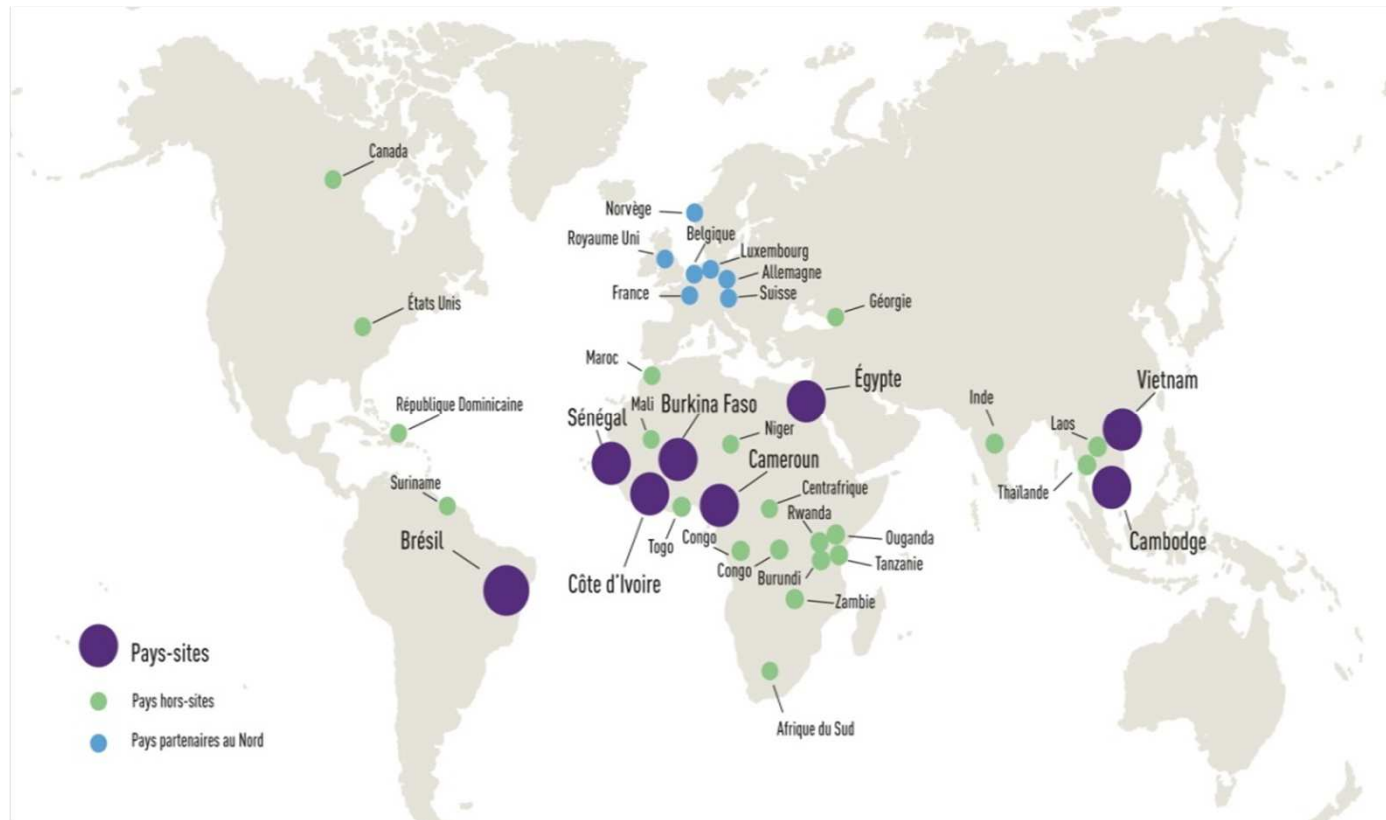 Canada
Norvège
Belgique
Royaume Uni
Luxembourg
Allemagne
France
Suisse
États Unis
Géorgie
Maroc
Égypte
Vietnam
République Dominicaine
Sénégal
Mali
Burkina Faso
Inde
Laos
Niger
Cameroun
Suriname
Centrafrique
Thaïlande
Rwanda
Brésil
Togo
Congo
Ouganda
Cambodge
Congo
Tanzanie
Côte d'Ivoire
Burundi
Zambie
Pays-sites
Pays hors-sites
Afrique du Sud
Pays partenaires au Nord